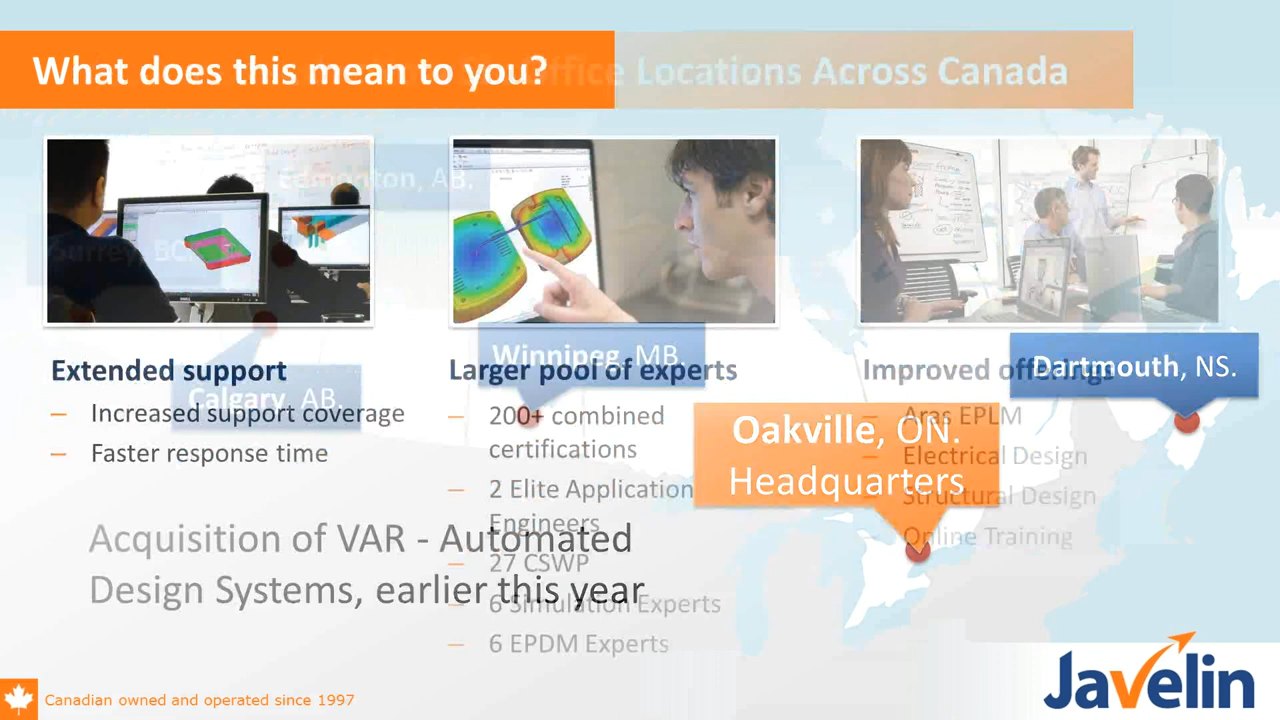 What does this mean to you?
Office Locations Across Canada
Edmonton, AB.
Surrey, BC.
Calgary, AB.
Winnipeg, MB.
Dartmouth, NS.
Oakville, ON.
Headquarters
Extended support
– Increased support coverage
– Faster response time
Larger pool of experts
– 200+ combined
certifications
– 2 Elite Application
Engineers
– 27 CSWP
– 6 Simulation Experts
– 6 EPDM Experts
Improved offerings
– Aras EPLM
– Electrical Design
– Structural Design
– Online Training
Acquisition of VAR - Automated
Design Systems, earlier this year
Canadian owned and operated since 1997
Javelin